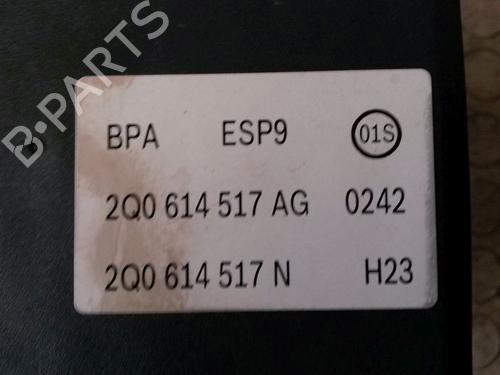 B-PARTS
BPA ESP9 01S
2Q0 614 517 AG 0242
2Q0 614 517 N H23